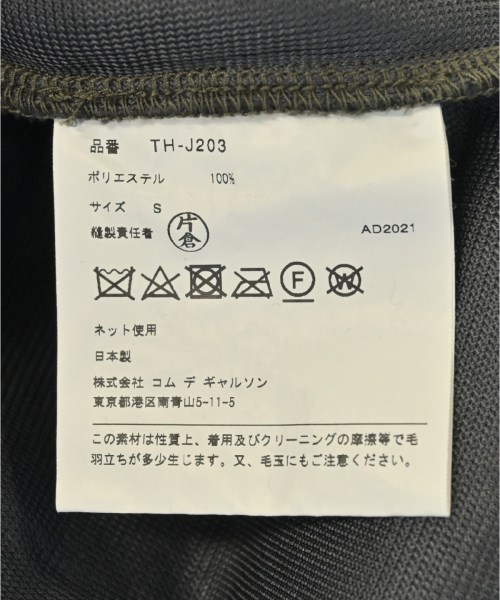 品番 TH-J203
ポリエステル 100%
サイズ S
縫製責任者 片倉 AD2021
F W
ネット使用
日本製
株式会社 コム デ ギャルソン
東京都港区南青山5-11-5
この素材は性質上、着用及びクリーニングの摩擦等で毛
羽立ちが多少生じます。又、毛玉にもご注意ください。